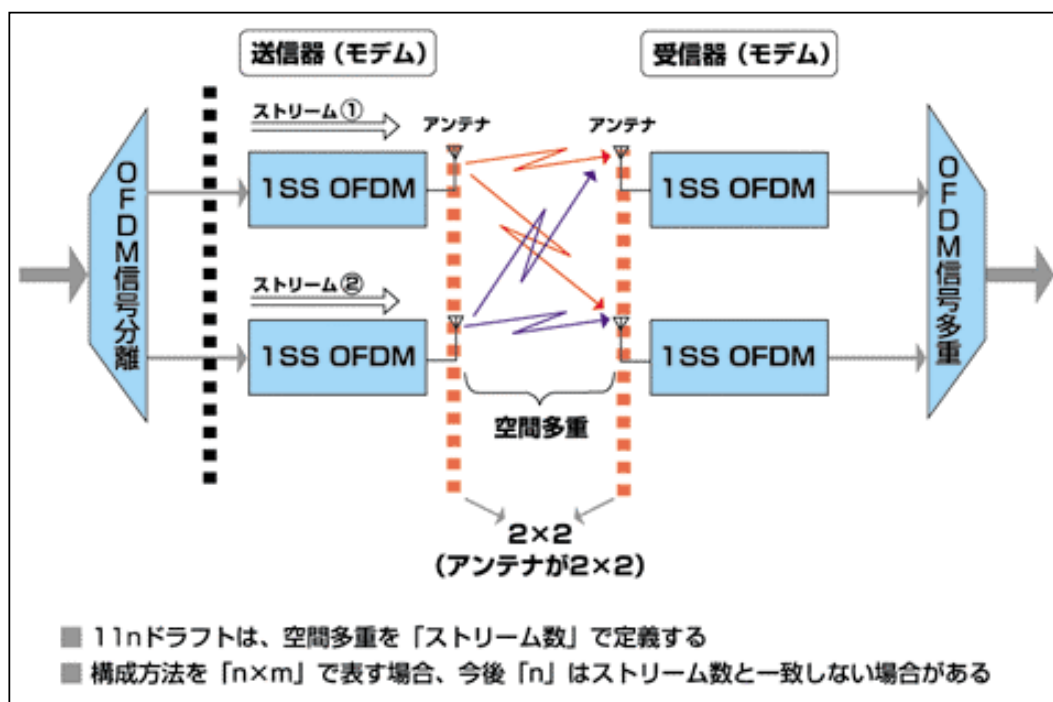 送信器(モデム)
受信器(モデム)
ストリーム①
アンテナ
アンテナ
OFDM信号分離
1SS OFDM
1SS OFDM
OFDM信号多重
ストリーム②
1SS OFDM
1SS OFDM
空間多重
2×2
(アンテナが2×2)
11nドラフトは、空間多重を「ストリーム数」で定義する
構成方法を「n×m」で表す場合、今後「n」はストリーム数と一致しない場合がある